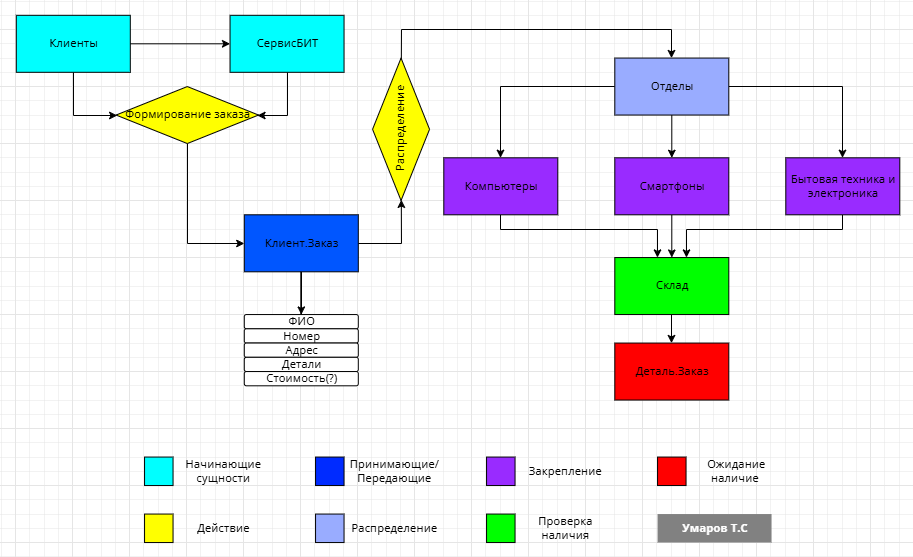 Клиенты
СервисБИТ
Формирование заказа
Распределение
Отделы
Компьютеры
Смартфоны
Бытовая техника и
электроника
Клиент.Заказ
ФИО
Номер
Адрес
Детали
Стоимость(?)
Склад
Деталь.Заказ
Начинающие
сущности
Принимающие/
Передающие
Закрепление
Ожидание
наличие
Действие
Распределение
Проверка
наличия
Умаров Т.С